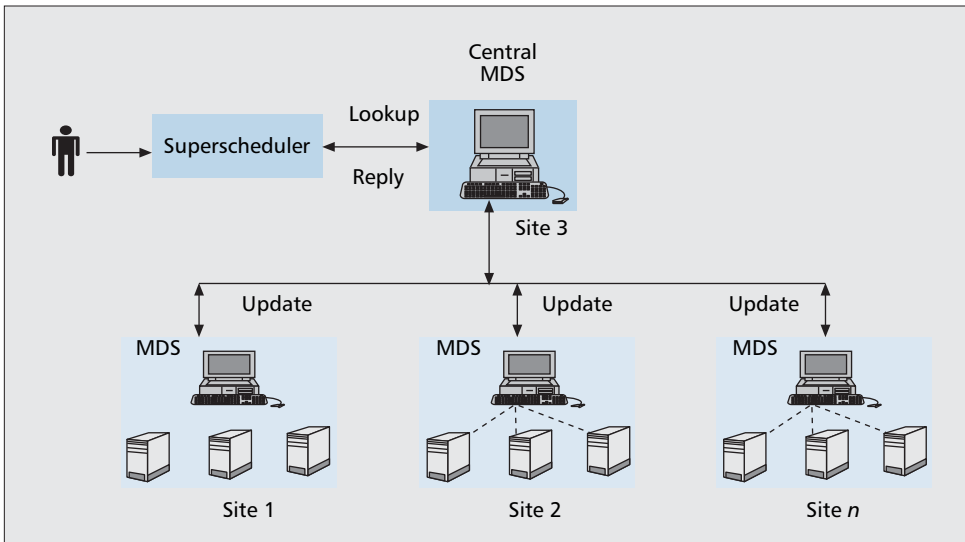 Central
MDS
Lookup
Superscheduler
Reply
Site 3
Update
Update
Update
MDS
MDS
MDS
Site 1
Site 2
Site n